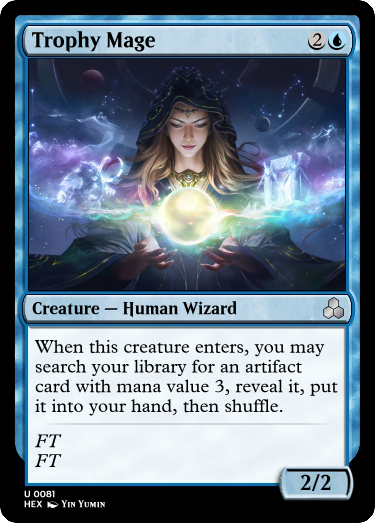 Trophy Mage 2
Creature — Human Wizard
When this creature enters, you may
search your library for an artifact
card with mana value 3, reveal it, put
it into your hand, then shuffle.
FT
FT
2/2
U 0081
HEX Yin Yumin